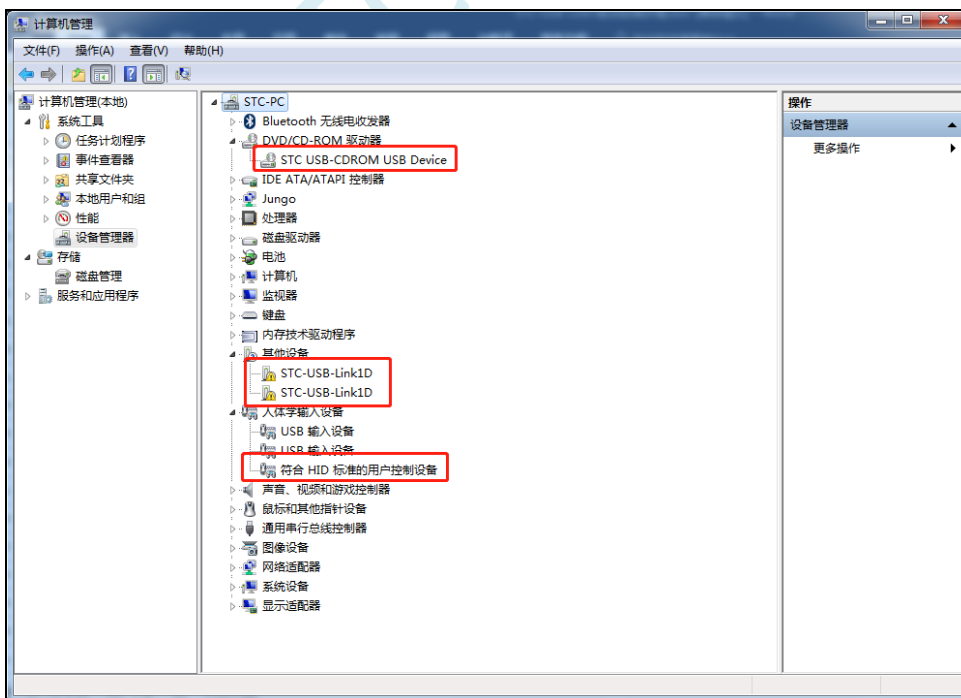 计算机管理
文件(F) 操作(A) 查看(V) 帮助(H)
计算机管理(本地)
系统工具
任务计划程序
事件查看器
共享文件夹
本地用户和组
性能
设备管理器
存储
磁盘管理
服务和应用程序
STC-PC
Bluetooth 无线电收发器
DVD/CD-ROM 驱动器
STC USB-CDROM USB Device
IDE ATA/ATAPI 控制器
Jungo
处理器
磁盘驱动器
电池
计算机
监视器
键盘
内存技术驱动程序
其他设备
STC-USB-Link1D
STC-USB-Link1D
人体学输入设备
USB 输入设备
USB 输入设备
符合 HID 标准的用户控制设备
声音、视频和游戏控制器
鼠标和其他指针设备
通用串行总线控制器
图像设备
网络适配器
系统设备
显示适配器
操作
设备管理器
更多操作